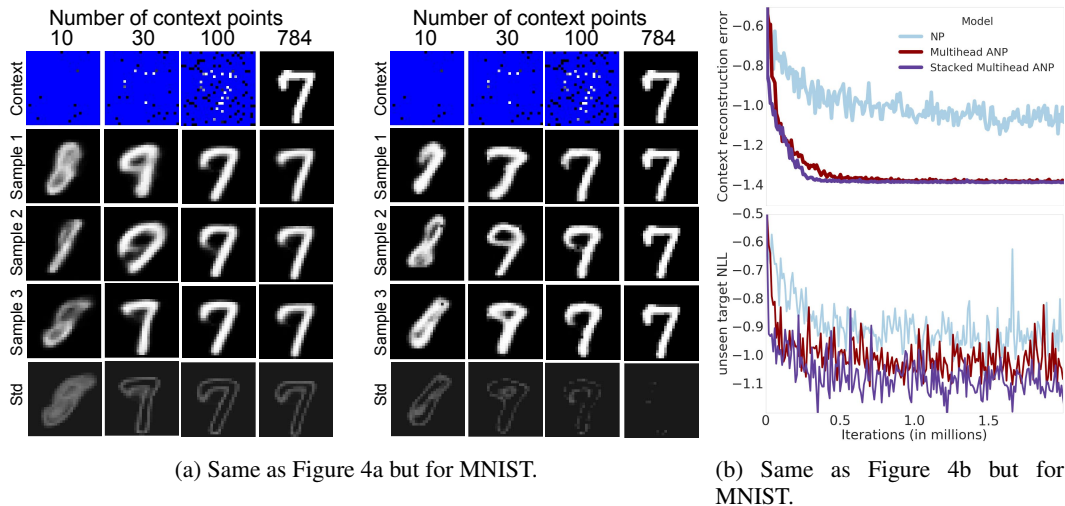 Number of context points
10 30 100 784
Context
Sample 1
Sample 2
Sample 3
Std
Number of context points
10 30 100 784
Context
Sample 1
Sample 2
Sample 3
Std
(a) Same as Figure 4a but for MNIST.
Context reconstruction error
−0.6
−0.8
−1.0
−1.2
−1.4
Model
NP
Multihead ANP
Stacked Multihead ANP
unseen target NLL
−0.5
−0.6
−0.7
−0.8
−0.9
−1.0
−1.1
0 0.5 1.0 1.5
Iterations (in millions)
(b) Same as Figure 4b but for
MNIST.